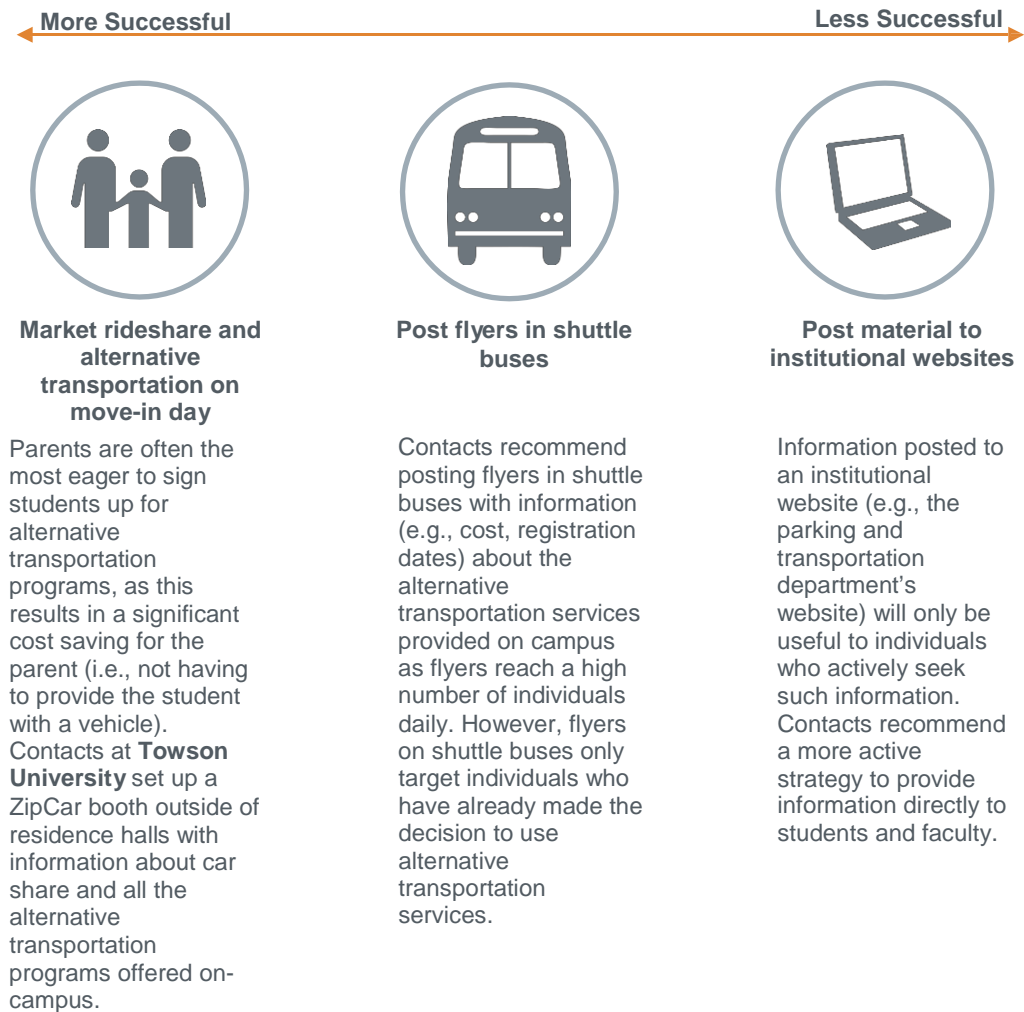 More Successful
Less Successful
Market rideshare and
alternative
transportation on
move-in day
Parents are often the
most eager to sign
students up for
alternative
transportation
programs, as this
results in a significant
cost saving for the
parent (i.e., not having
to provide the student
with a vehicle).
Contacts at Towson
University set up a
ZipCar booth outside of
residence halls with
information about car
share and all the
alternative
transportation
programs offered on-
campus.
Post flyers in shuttle
buses
Contacts recommend
posting flyers in shuttle
buses with information
(e.g., cost, registration
dates) about the
alternative
transportation services
provided on campus
as flyers reach a high
number of individuals
daily. However, flyers
on shuttle buses only
target individuals who
have already made the
decision to use
alternative
transportation
services.
Post material to
institutional websites
Information posted to
an institutional
website (e.g., the
parking and
transportation
department’s
website) will only be
useful to individuals
who actively seek
such information.
Contacts recommend
a more active
strategy to provide
information directly to
students and faculty.